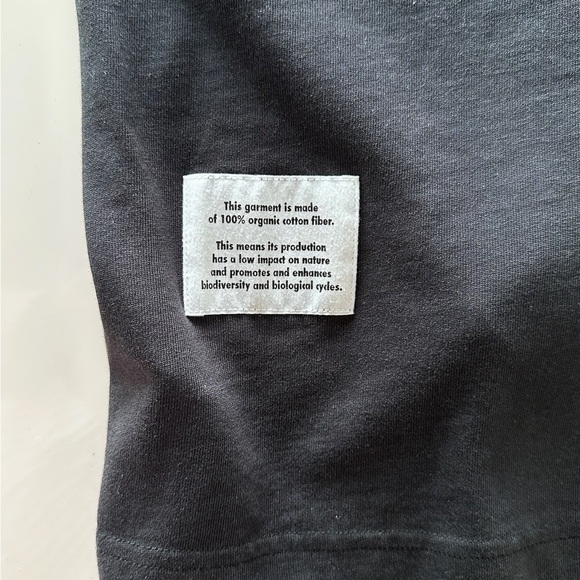 This garment is made
of 100% organic cotton fiber.
This means its production
has a low impact on nature
and promotes and enhances
biodiversity and biological cycles.